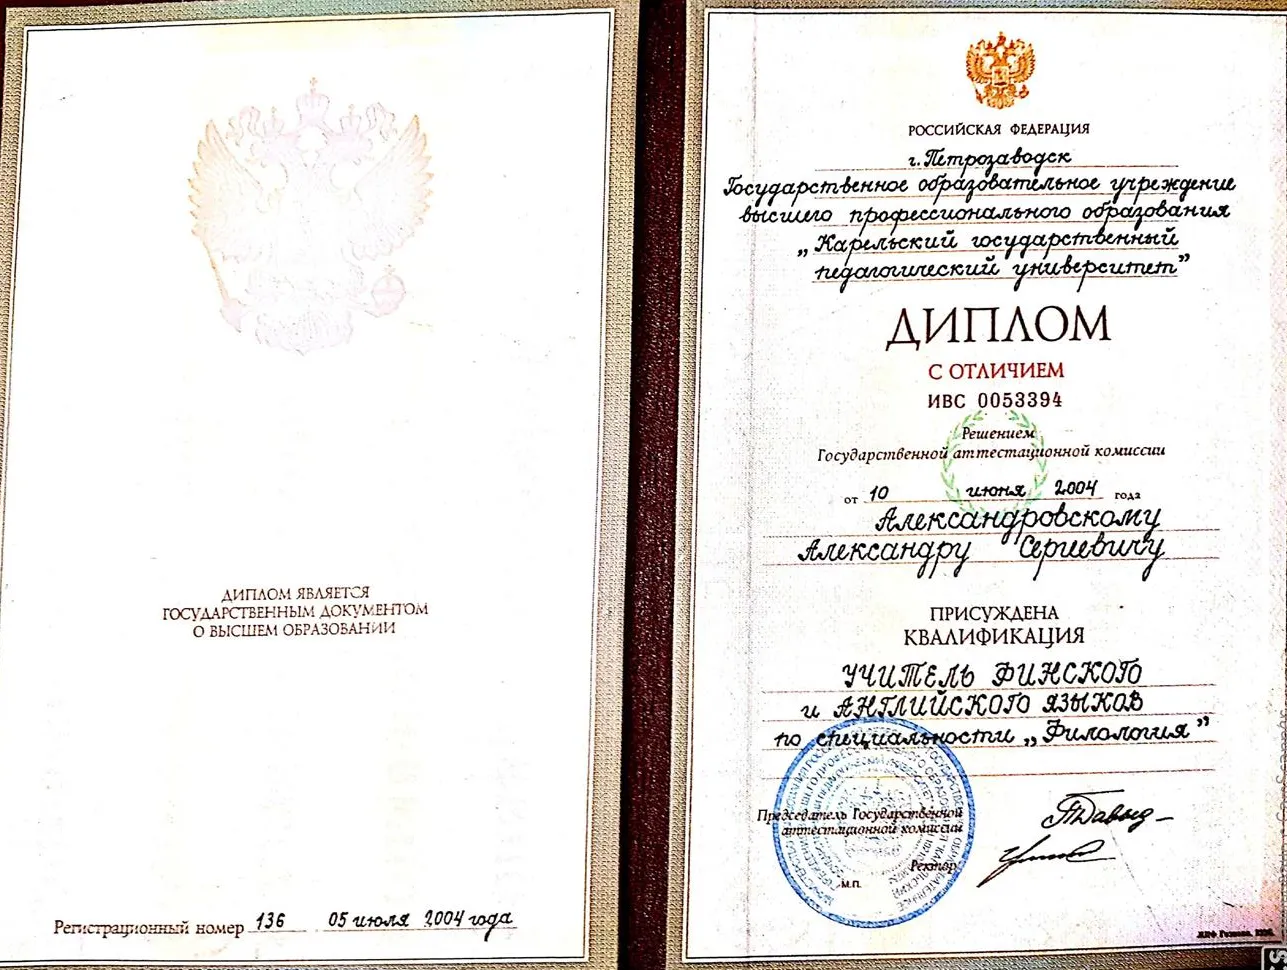 ДИПЛОМ ЯВЛЯЕТСЯ
ГОСУДАРСТВЕННЫМ ДОКУМЕНТОМ
О ВЫСШЕМ ОБРАЗОВАНИИ
Регистрационный номер 136 05 июля 2004 года
РОССИЙСКАЯ ФЕДЕРАЦИЯ
г. Петрозаводск
Государственное образовательное учреждение
высшего профессионального образования
„Карельский государственный
педагогический университет”
ДИПЛОМ
С ОТЛИЧИЕМ
ИВС 0053394
Решением
Государственной аттестационной комиссии
от 10 июня 2004 года
Александровскому
Александру Сергеевичу
ПРИСУЖДЕНА
КВАЛИФИКАЦИЯ
УЧИТЕЛЬ ФИНСКОГО
и АНГЛИЙСКОГО ЯЗЫКОВ
по специальности „Филология”
Председатель Государственной
аттестационной комиссии
Ректор
М.П.